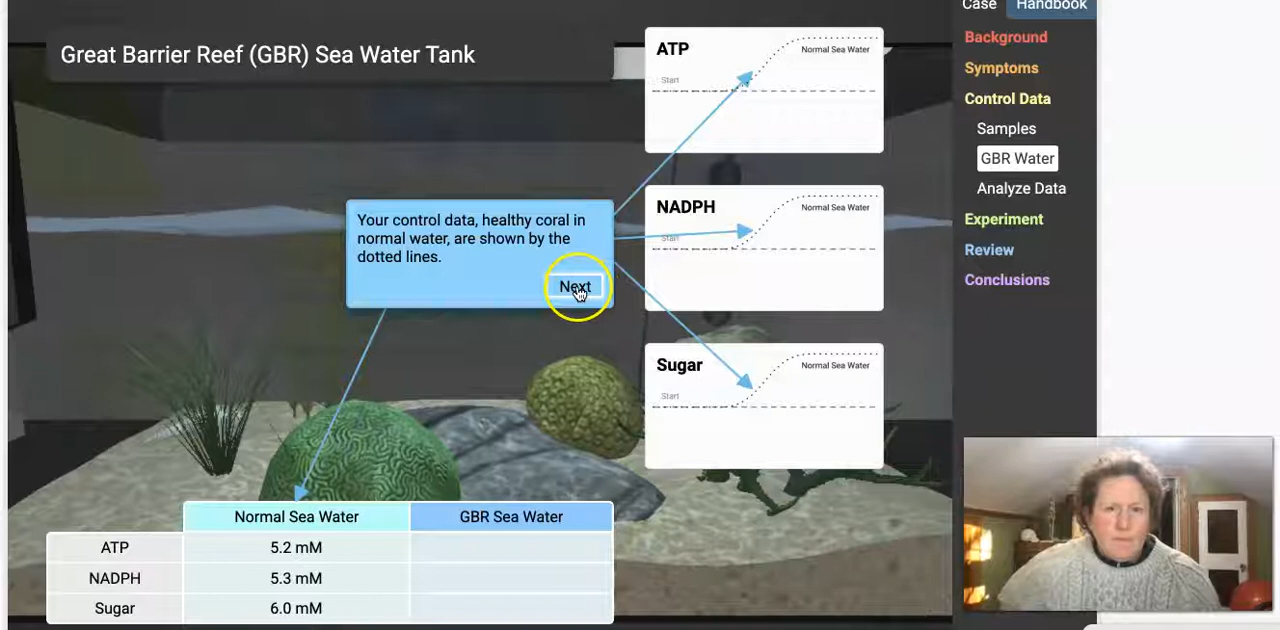 Great Barrier Reef (GBR) Sea Water Tank
Your control data, healthy coral in
normal water, are shown by the
dotted lines.
Next
ATP
Normal Sea Water
Start
NADPH
Normal Sea Water
Start
Sugar
Normal Sea Water
Start
Normal Sea Water GBR Sea Water
ATP 5.2 mM
NADPH 5.3 mM
Sugar 6.0 mM
Case Handbook
Background
Symptoms
Control Data
Samples
GBR Water
Analyze Data
Experiment
Review
Conclusions